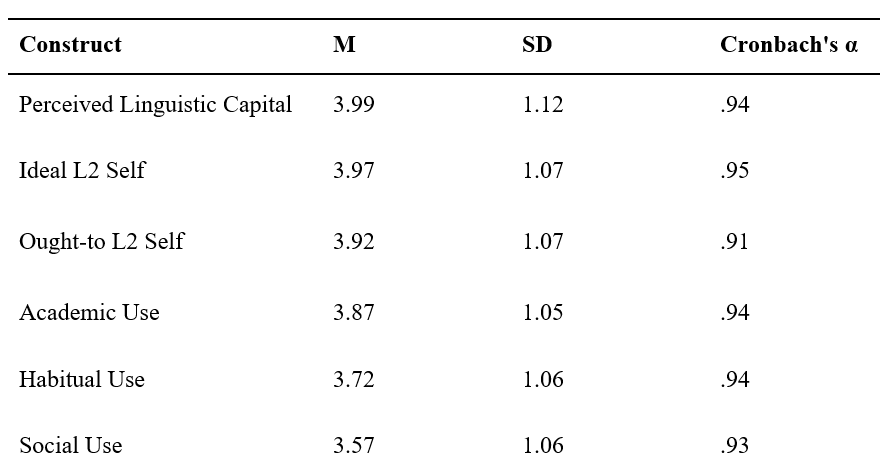 Construct M SD Cronbach's α
Perceived Linguistic Capital 3.99 1.12 .94
Ideal L2 Self 3.97 1.07 .95
Ought-to L2 Self 3.92 1.07 .91
Academic Use 3.87 1.05 .94
Habitual Use 3.72 1.06 .94
Social Use 3.57 1.06 .93